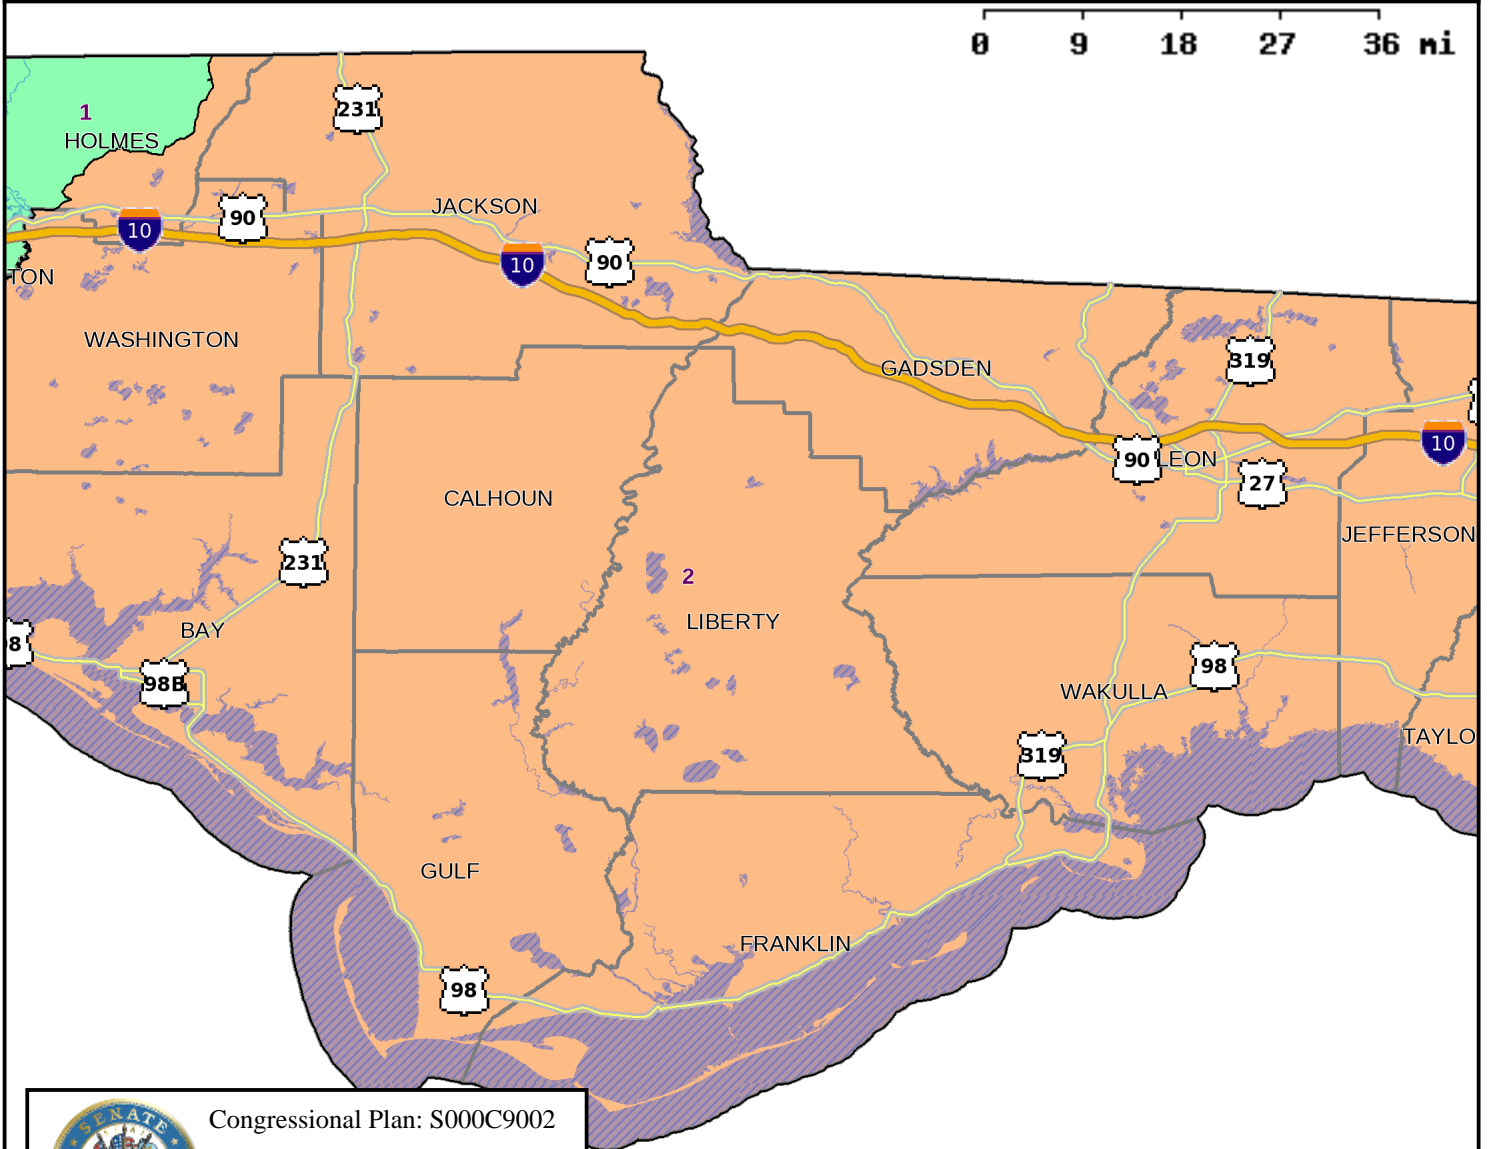 0 9 18 27 36 mi
1
HOLMES
231
JACKSON
90
10
10
90
TON
WASHINGTON
GADSDEN
319
CALHOUN
90
LEON
10
27
JEFFERSON
231
2
LIBERTY
BAY
98
98B
WAKULLA
319
TAYLO
GULF
FRANKLIN
98
Congressional Plan: S000C9002
SENATE